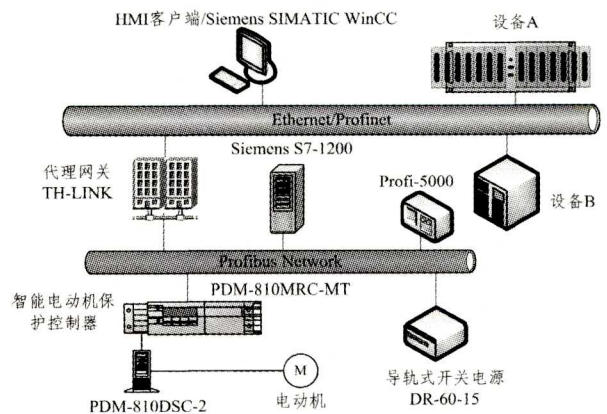 HMI客户端/Siemens SIMATIC WinCC
设备A
Ethernet/Profinet
代理网关
TH-LINK
Siemens S7-1200
Profi-5000
设备B
Profibus Network
智能电动机保
护控制器
PDM-810MRC-MT
M
PDM-810DSC-2
电动机
导轨式开关电源
DR-60-15